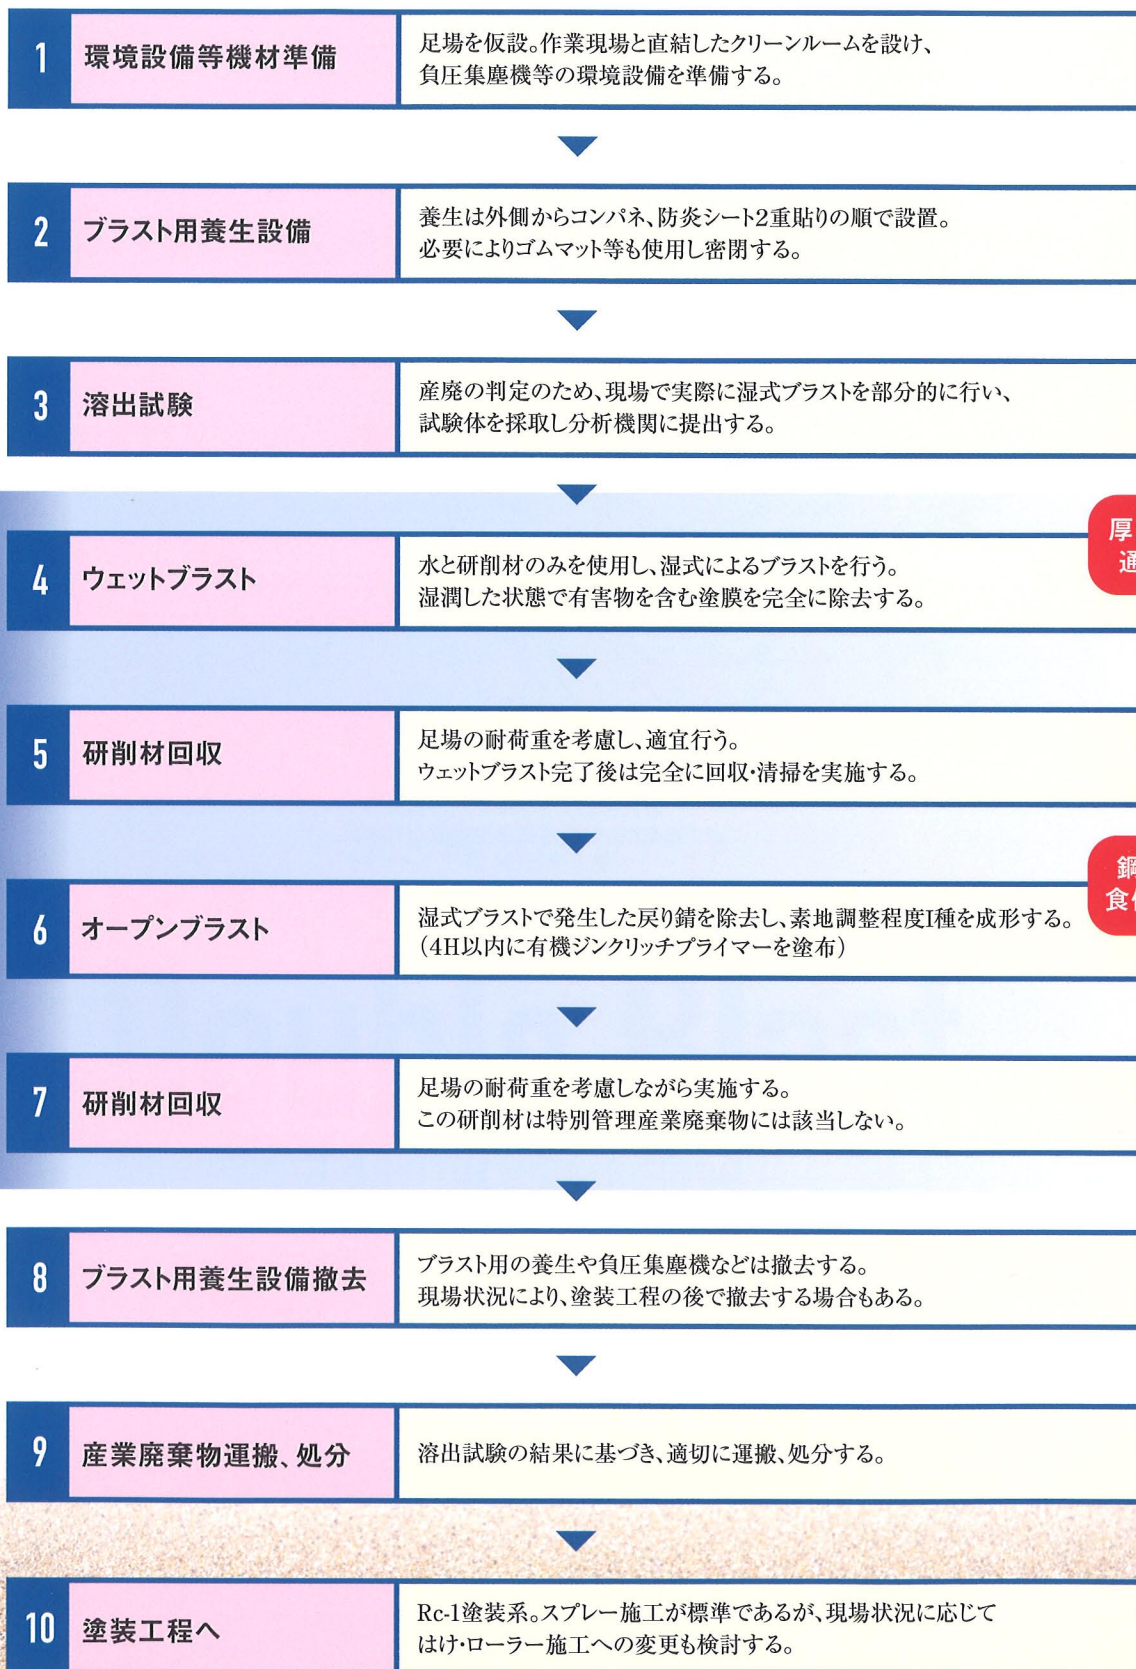 1
環境設備等機材準備
足場を仮設。作業現場と直結したクリーンルームを設け、
負圧集塵機等の環境設備を準備する。
2
ブラスト用養生設備
養生は外側からコンパネ、防炎シート2重貼りの順で設置。
必要によりゴムマット等も使用し密閉する。
3
溶出試験
産廃の判定のため、現場で実際に湿式ブラストを部分的に行い、
試験体を採取し分析機関に提出する。
厚
通
4
ウェットブラスト
水と研削材のみを使用し、湿式によるブラストを行う。
湿潤した状態で有害物を含む塗膜を完全に除去する。
5
研削材回収
足場の耐荷重を考慮し、適宜行う。
ウェットブラスト完了後は完全に回収・清掃を実施する。
鋼
食
6
オープンブラスト
湿式ブラストで発生した戻り錆を除去し、素地調整程度I種を成形する。
（4H以内に有機ジンクリッチプライマーを塗布）
7
研削材回収
足場の耐荷重を考慮しながら実施する。
この研削材は特別管理産業廃棄物には該当しない。
8
ブラスト用養生設備撤去
ブラスト用の養生や負圧集塵機などは撤去する。
現場状況により、塗装工程の後で撤去する場合もある。
9
産業廃棄物運搬、処分
溶出試験の結果に基づき、適切に運搬、処分する。
10
塗装工程へ
Rc-1塗装系。スプレー施工が標準であるが、現場状況に応じて
はけ・ローラー施工への変更も検討する。